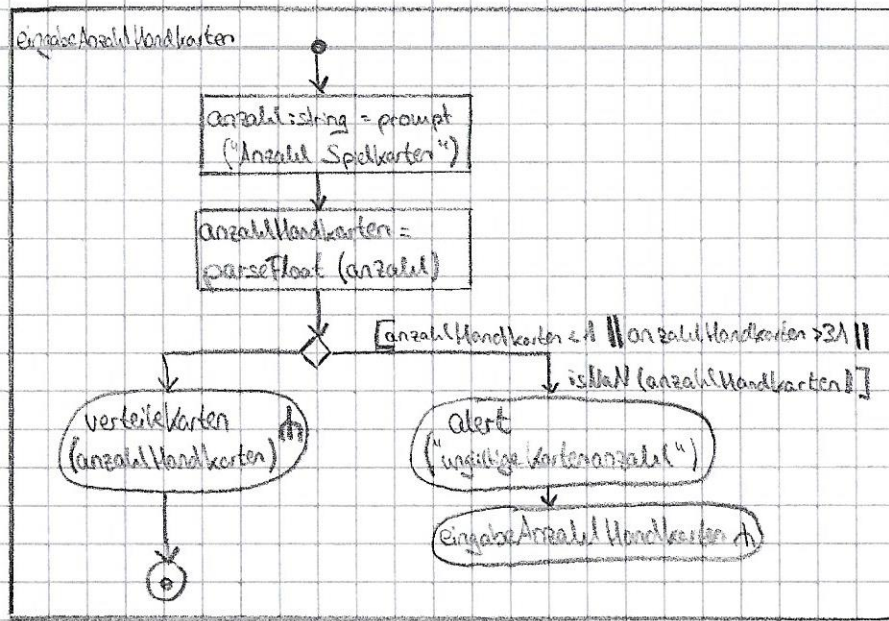 eingabeAnzahlHandkarten
anzahl:string = prompt
("Anzahl Spielkarten")
anzahlHandkarten =
parseFloat (anzahl)
[anzahlHandkarten < 1 || anzahlHandkarten > 31 ||
isNaN (anzahlHandkarten)]
verteileKarten
(anzahlHandkarten)
alert
("ungültige Kartenanzahl")
eingabeAnzahlHandkarten